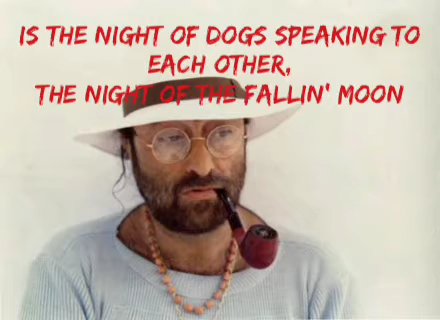 IS THE NIGHT OF DOGS SPEAKING TO
EACH OTHER,
THE NIGHT OF THE FALLIN' MOON